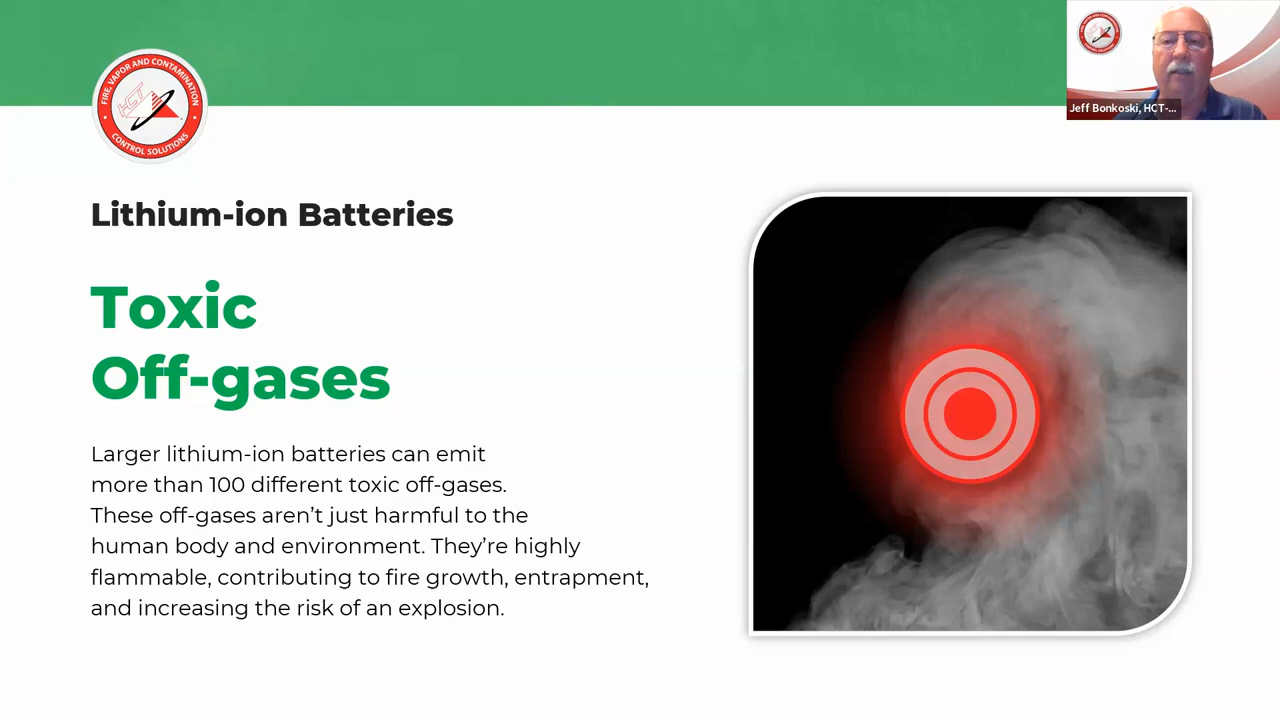 FIRE, VAPOR AND CONTAMINATION
HCT
CONTROL SOLUTIONS
Jeff Bonkoski, HCT-...
Lithium-ion Batteries
Toxic
Off-gases
Larger lithium-ion batteries can emit
more than 100 different toxic off-gases.
These off-gases aren't just harmful to the
human body and environment. They're highly
flammable, contributing to fire growth, entrapment,
and increasing the risk of an explosion.